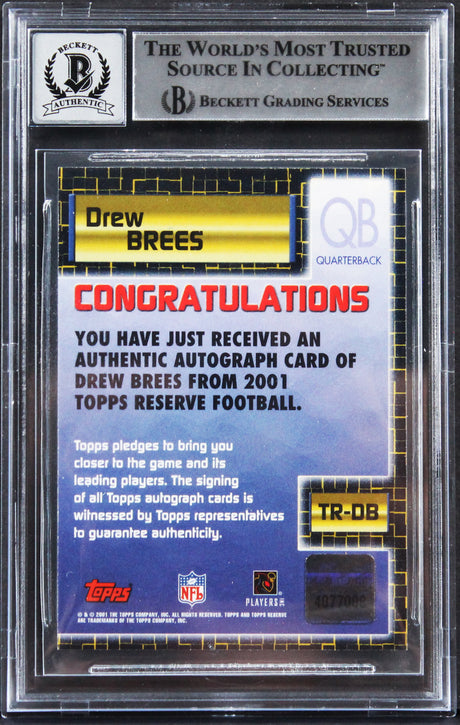 BECKETT
B
AUTHENTIC
THE WORLD'S MOST TRUSTED
SOURCE IN COLLECTING™
B BECKETT GRADING SERVICES
Drew
BREES
QB
QUARTERBACK
CONGRATULATIONS
YOU HAVE JUST RECEIVED AN
AUTHENTIC AUTOGRAPH CARD OF
DREW BREES FROM 2001
TOPPS RESERVE FOOTBALL.
Topps pledges to bring you
closer to the game and its
leading players. The signing
of all Topps autograph cards is
witnessed by Topps representatives
to guarantee authenticity.
TR-DB
Topps
NFL
PLAYERS INC
® & © 2001 THE TOPPS COMPANY, INC. ALL RIGHTS RESERVED. TOPPS AND TOPPS RESERVE
ARE TRADEMARKS OF THE TOPPS COMPANY, INC.